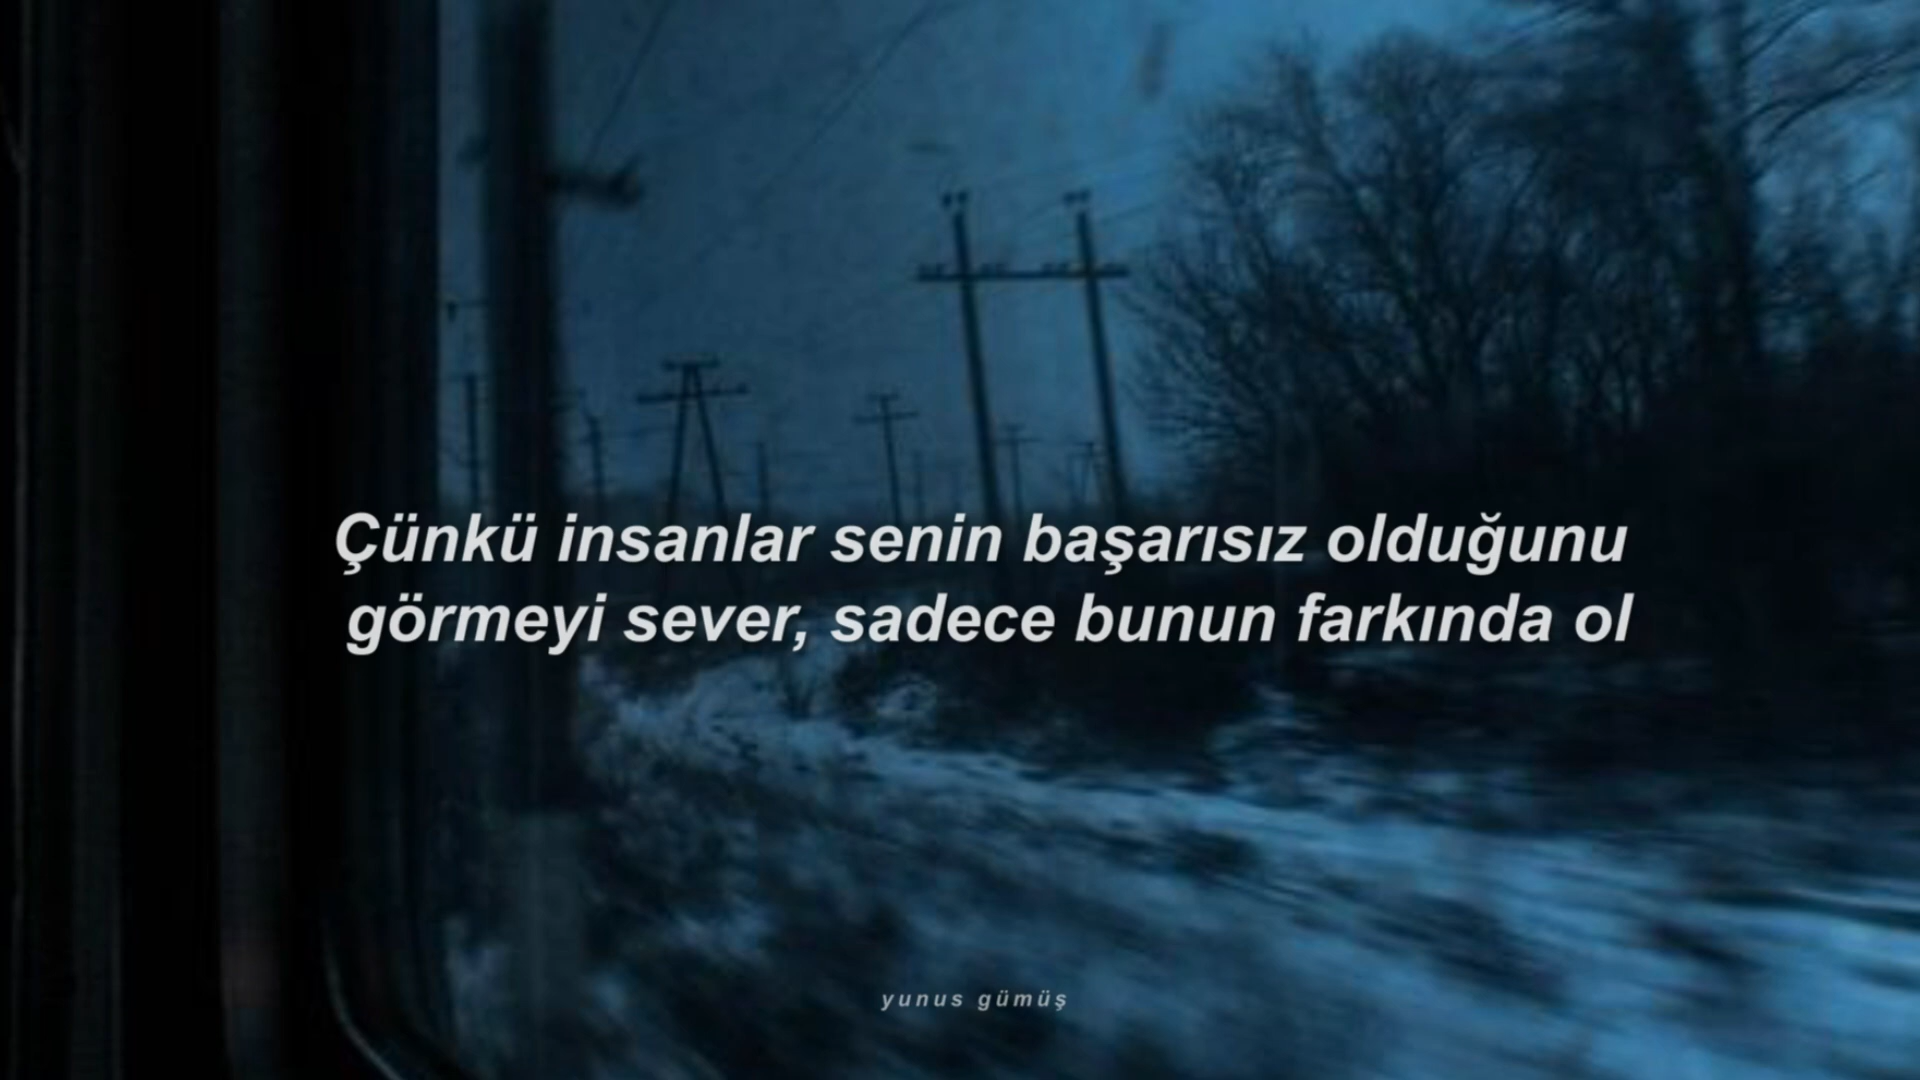 Çünkü insanlar senin başarısız olduğunu
görmeyi sever, sadece bunun farkında ol
yunus gümüş